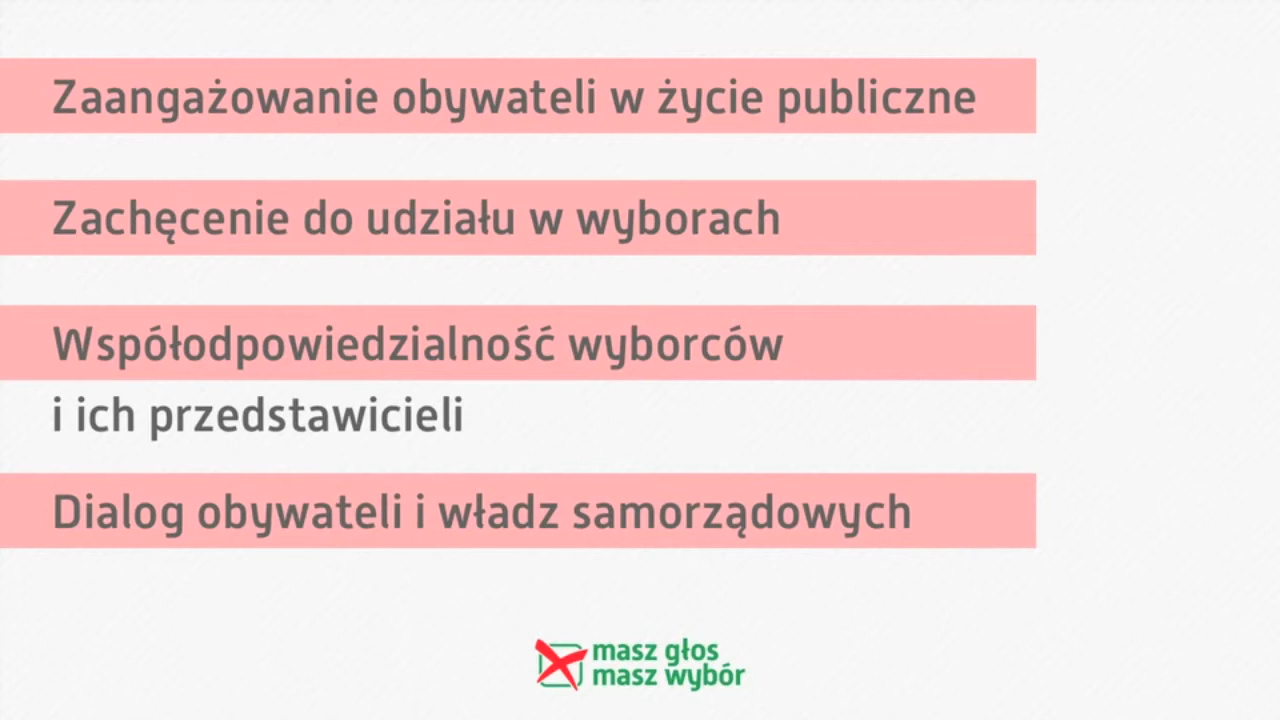 Zaangażowanie obywateli w życie publiczne
Zachęcenie do udziału w wyborach
Współodpowiedzialność wyborców
i ich przedstawicieli
Dialog obywateli i władz samorządowych
masz głos
masz wybór